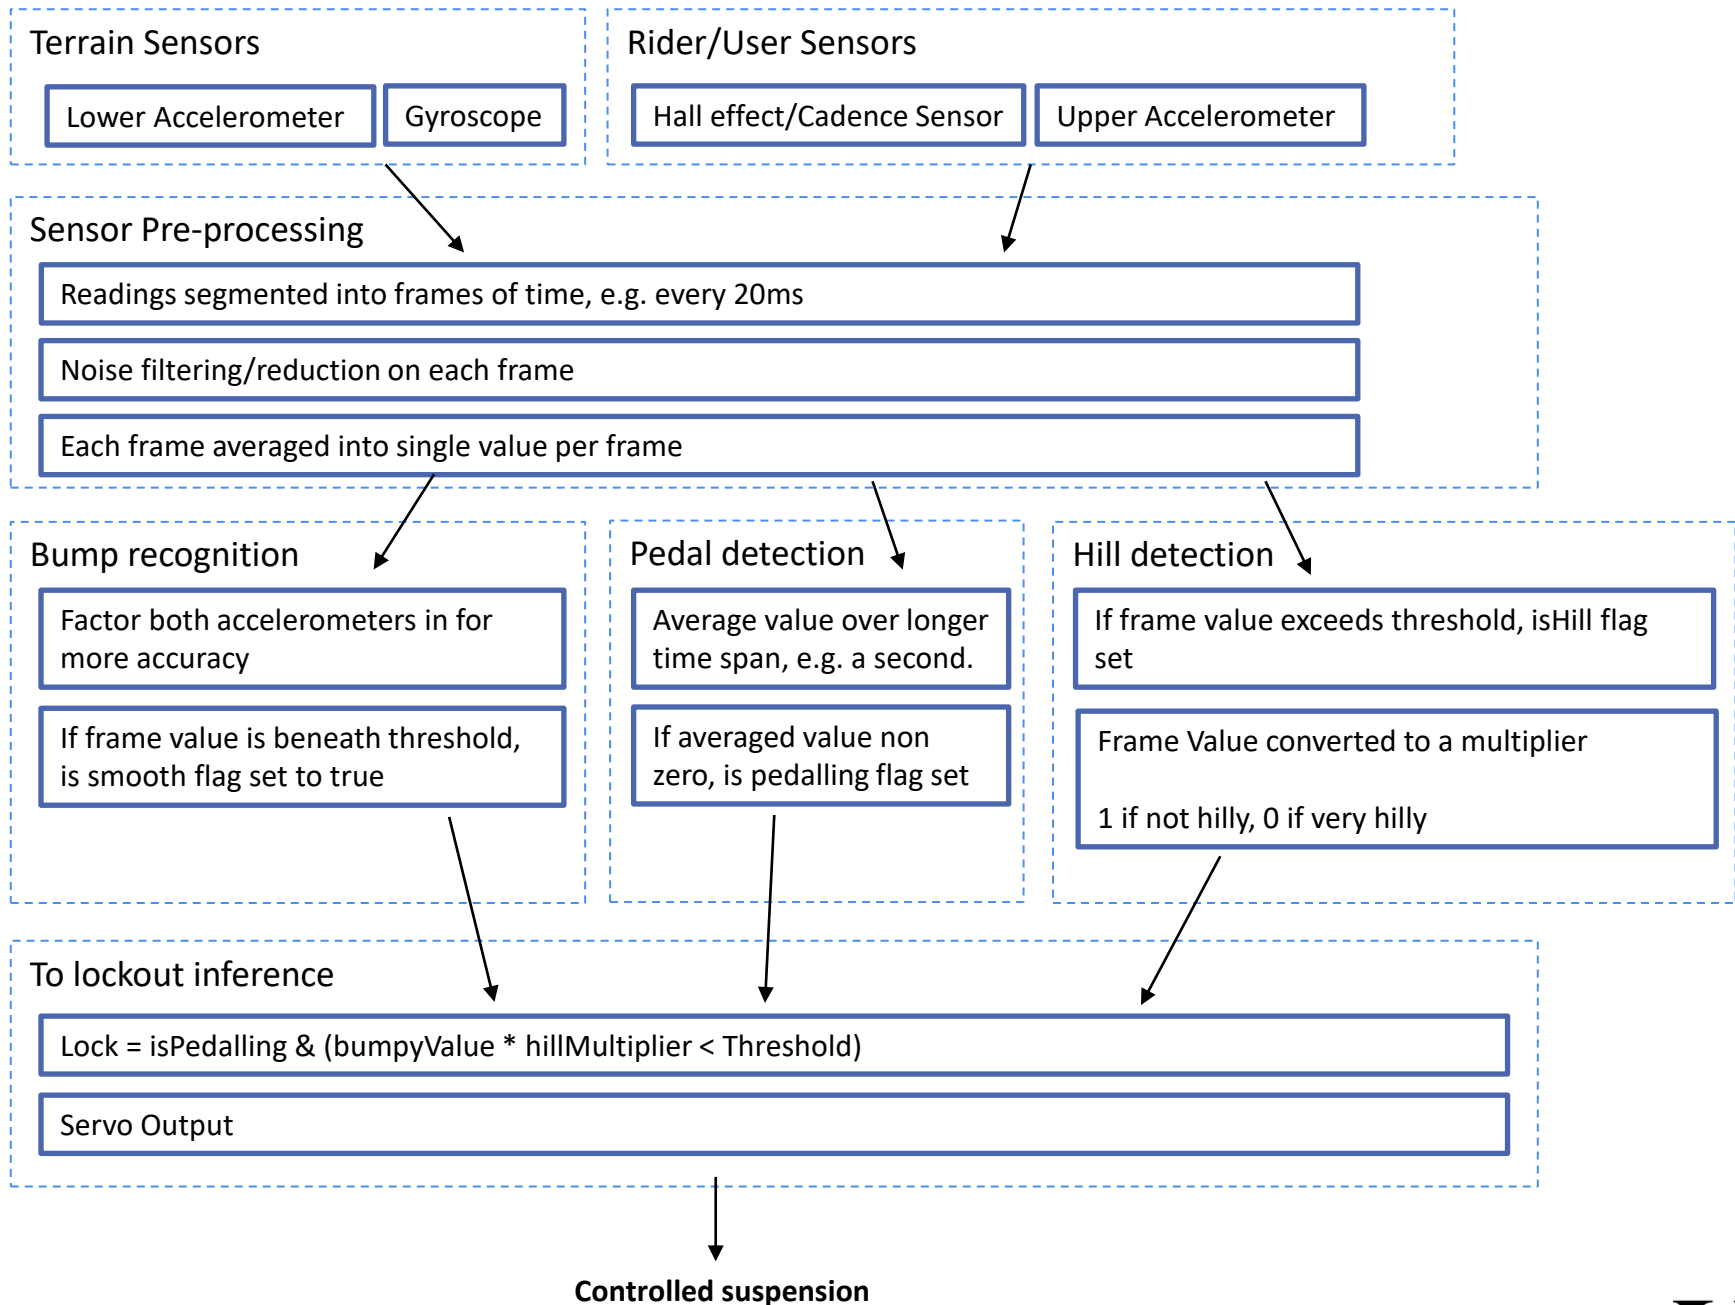 Terrain Sensors
Lower Accelerometer
Gyroscope
Rider/User Sensors
Hall effect/Cadence Sensor
Upper Accelerometer
Sensor Pre-processing
Readings segmented into frames of time, e.g. every 20ms
Noise filtering/reduction on each frame
Each frame averaged into single value per frame
Bump recognition
Factor both accelerometers in for
more accuracy
If frame value is beneath threshold,
is smooth flag set to true
Pedal detection
Average value over longer
time span, e.g. a second.
If averaged value non
zero, is pedalling flag set
Hill detection
If frame value exceeds threshold, isHill flag
set
Frame Value converted to a multiplier
1 if not hilly, 0 if very hilly
To lockout inference
Lock = isPedalling & (bumpyValue * hillMultiplier < Threshold)
Servo Output
Controlled suspension